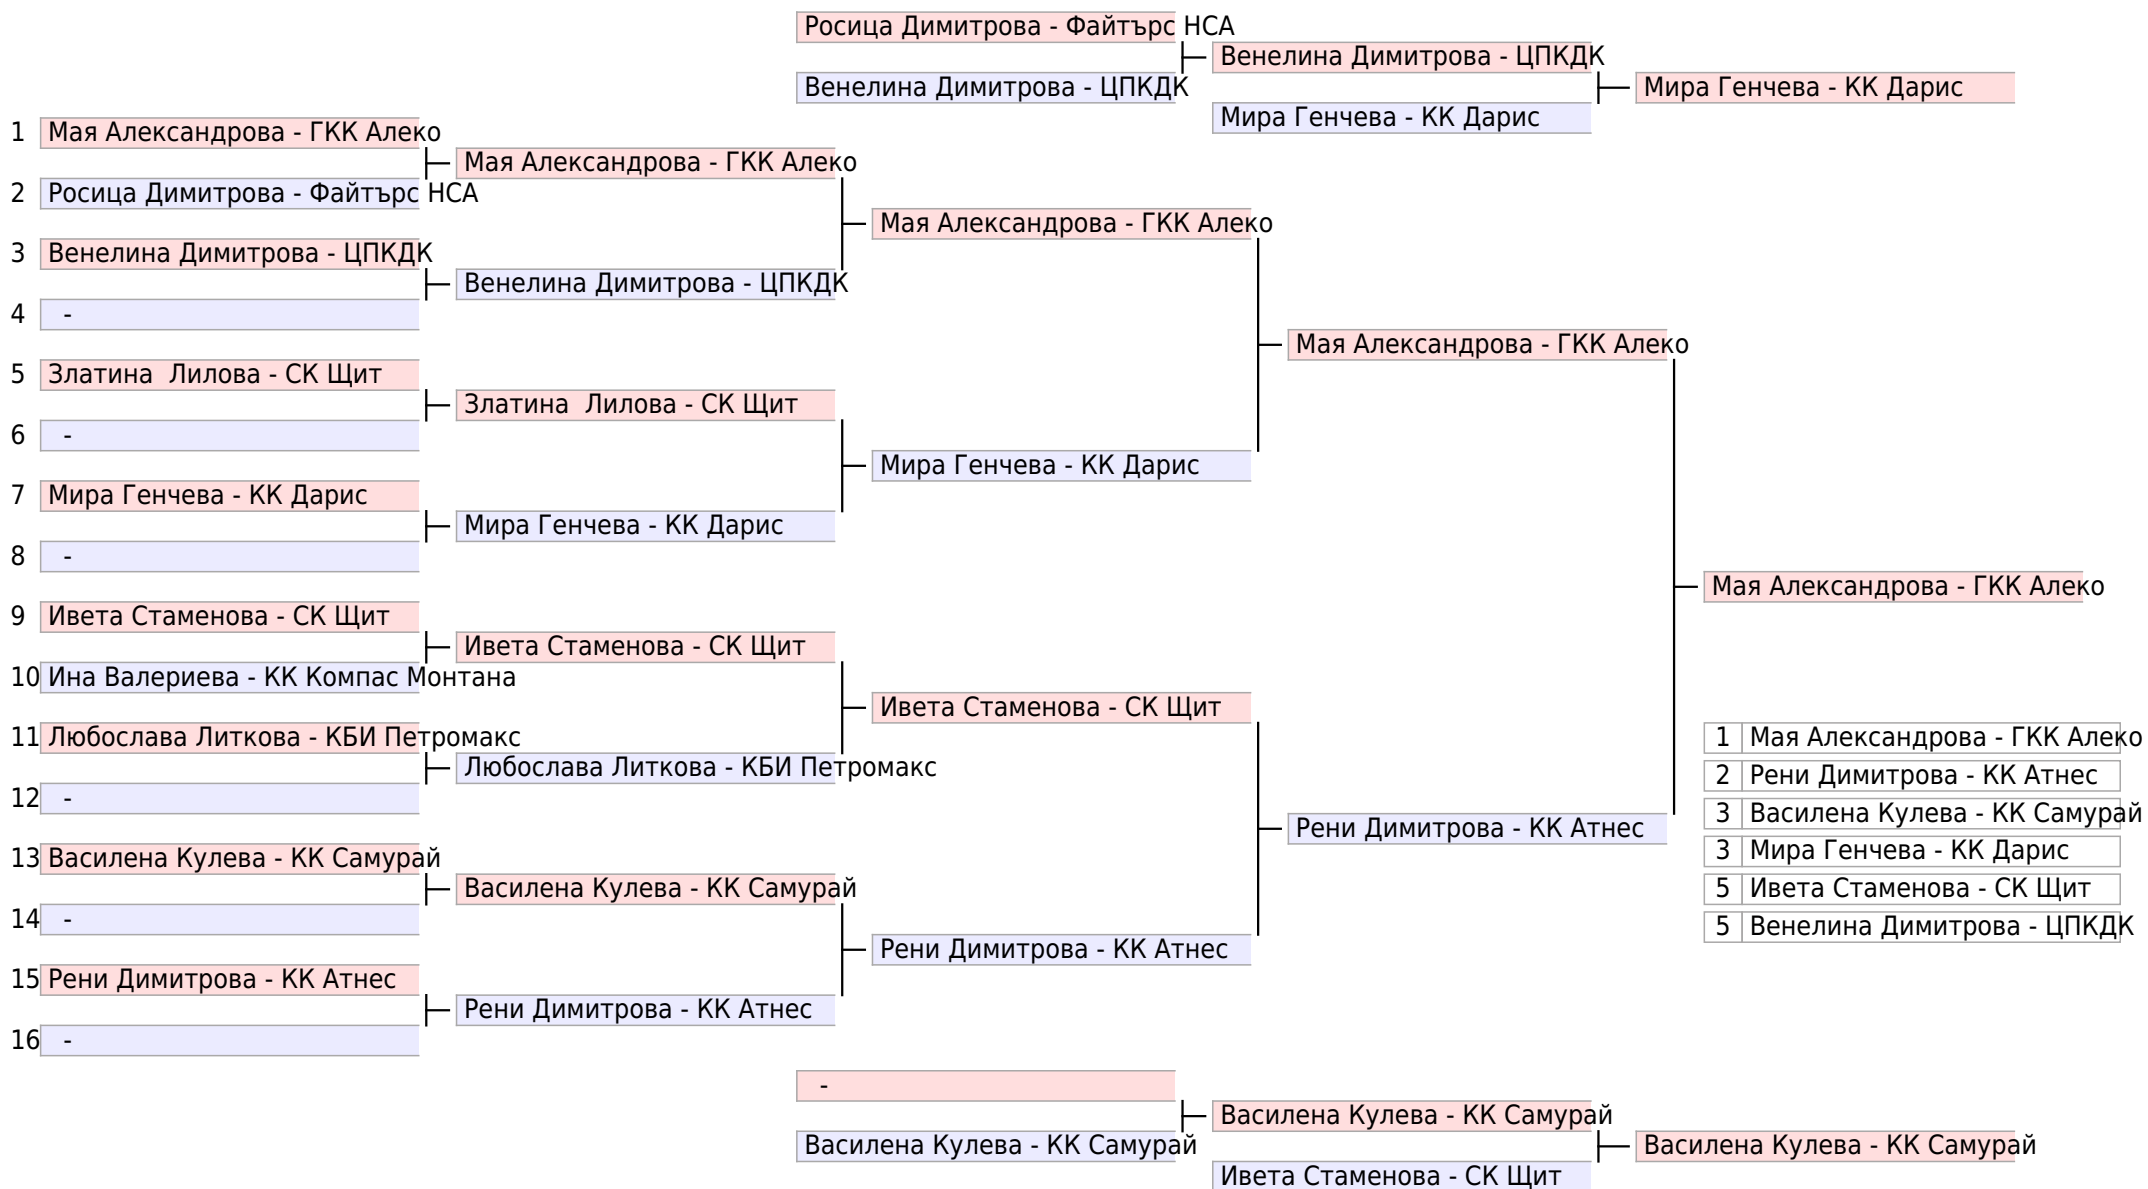 Росица Димитрова - Файтърс НСА
Венелина Димитрова - ЦПКДК
Венелина Димитрова - ЦПКДК
Мира Генчева - КК Дарис
Мира Генчева - КК Дарис
1 Мая Александрова - ГКК Алеко
2 Росица Димитрова - Файтърс НСА
3 Венелина Димитрова - ЦПКДК
4 -
5 Златина  Лилова - СК Щит
6 -
7 Мира Генчева - КК Дарис
8 -
9 Ивета Стаменова - СК Щит
10 Ина Валериева - КК Компас Монтана
11 Любослава Литкова - КБИ Петромакс
12 -
13 Василена Кулева - КК Самурай
14 -
15 Рени Димитрова - КК Атнес
16 -
Мая Александрова - ГКК Алеко
Венелина Димитрова - ЦПКДК
Златина  Лилова - СК Щит
Мира Генчева - КК Дарис
Ивета Стаменова - СК Щит
Любослава Литкова - КБИ Петромакс
Василена Кулева - КК Самурай
Рени Димитрова - КК Атнес
Мая Александрова - ГКК Алеко
Мира Генчева - КК Дарис
Ивета Стаменова - СК Щит
Рени Димитрова - КК Атнес
Мая Александрова - ГКК Алеко
Рени Димитрова - КК Атнес
Мая Александрова - ГКК Алеко
1 Мая Александрова - ГКК Алеко
2 Рени Димитрова - КК Атнес
3 Василена Кулева - КК Самурай
3 Мира Генчева - КК Дарис
5 Ивета Стаменова - СК Щит
5 Венелина Димитрова - ЦПКДК
-
Василена Кулева - КК Самурай
Василена Кулева - КК Самурай
Ивета Стаменова - СК Щит
Василена Кулева - КК Самурай